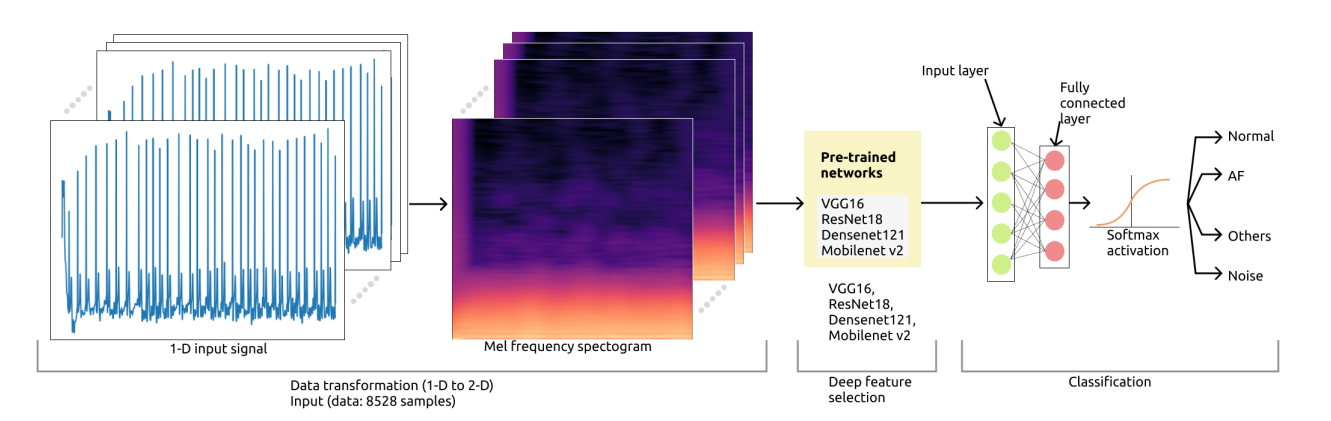 Input layer
Fully
connected
layer
Pre-trained
networks
VGG16
ResNet18
Densenet121
Mobilenet v2
Normal
AF
Others
Noise
Softmax
activation
VGG16,
ResNet18,
Densenet121,
Mobilenet v2
1-D input signal
Mel frequency spectogram
Data transformation (1-D to 2-D)
Input (data: 8528 samples)
Deep feature
selection
Classification